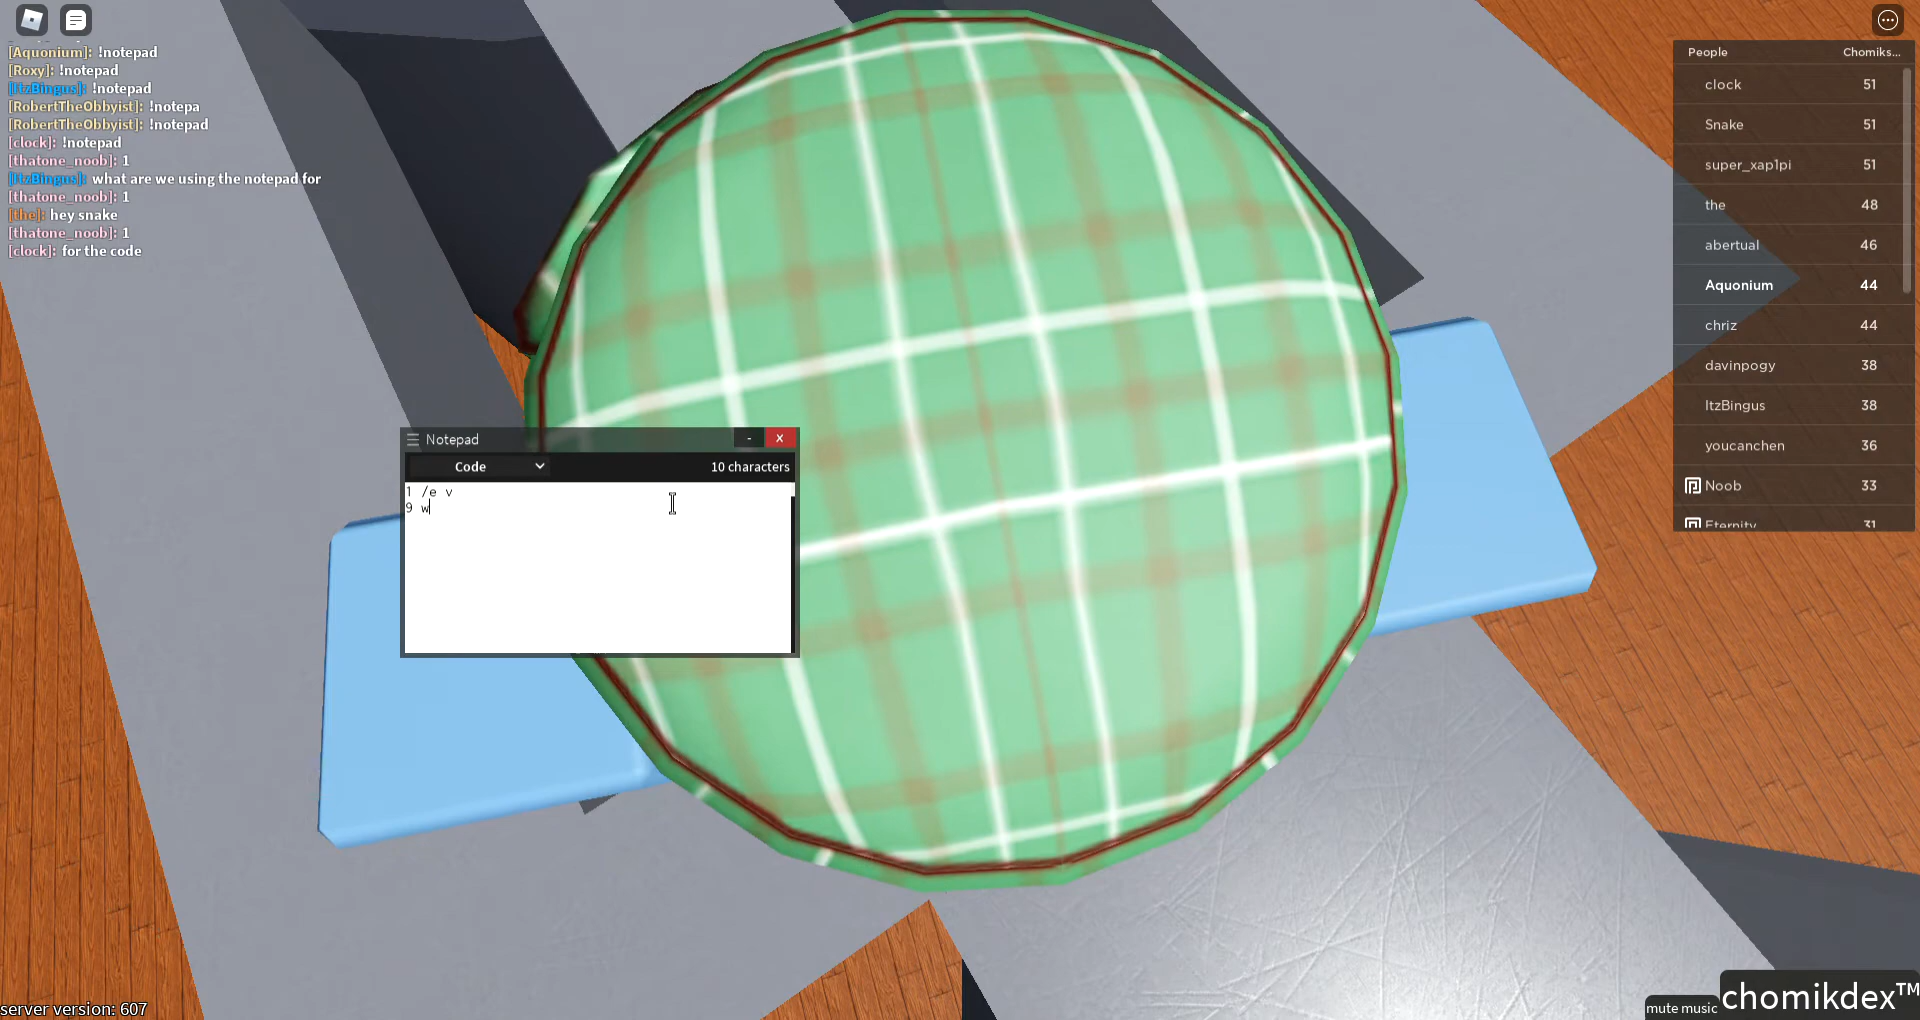 [Aquonium]: !notepad
[Roxy]: !notepad
[ItzBingus]: !notepad
[RobertTheObbyist]: !notepa
[RobertTheObbyist]: !notepad
[clock]: !notepad
[thatone_noob]: 1
[ItzBingus]: what are we using the notepad for
[thatone_noob]: 1
[the]: hey snake
[thatone_noob]: 1
[clock]: for the code
People Chomiks...
clock 51
Snake 51
super_xap1pi 51
the 48
abertual 46
Aquonium 44
chriz 44
davinpogy 38
ItzBingus 38
youcanchen 36
Noob 33
Eternity 31
Notepad - X
Code 10 characters
1 /e v
9 w
server version: 607
mute music chomikdex™